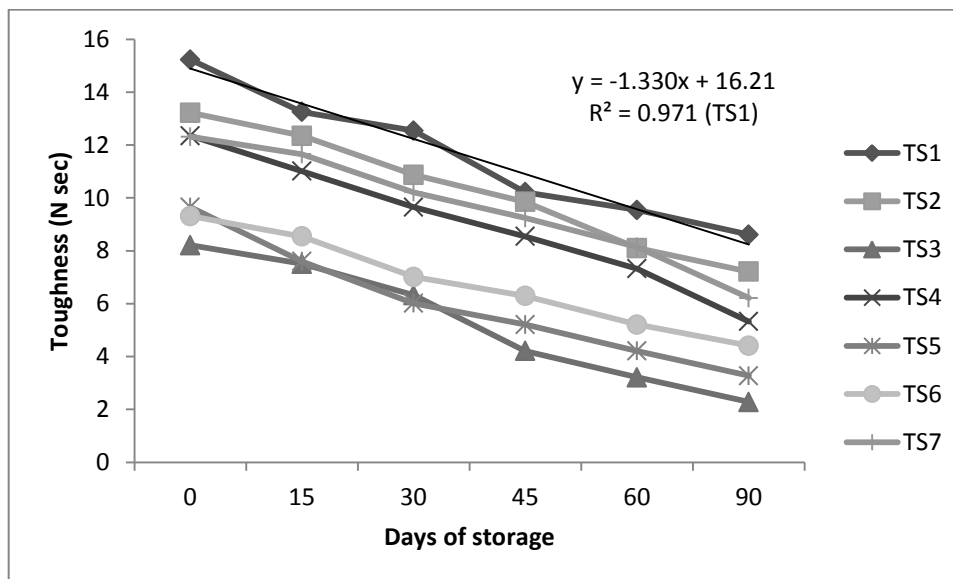 16
14
12
10
8
6
4
2
0
Toughness (N sec)
y = -1.330x + 16.21
R² = 0.971 (TS1)
TS1
TS2
TS3
TS4
TS5
TS6
TS7
0 15 30 45 60 90
Days of storage